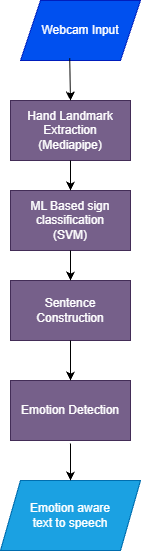 Webcam Input
Hand Landmark
Extraction
(Mediapipe)
ML Based sign
classification
(SVM)
Sentence
Construction
Emotion Detection
Emotion aware
text to speech